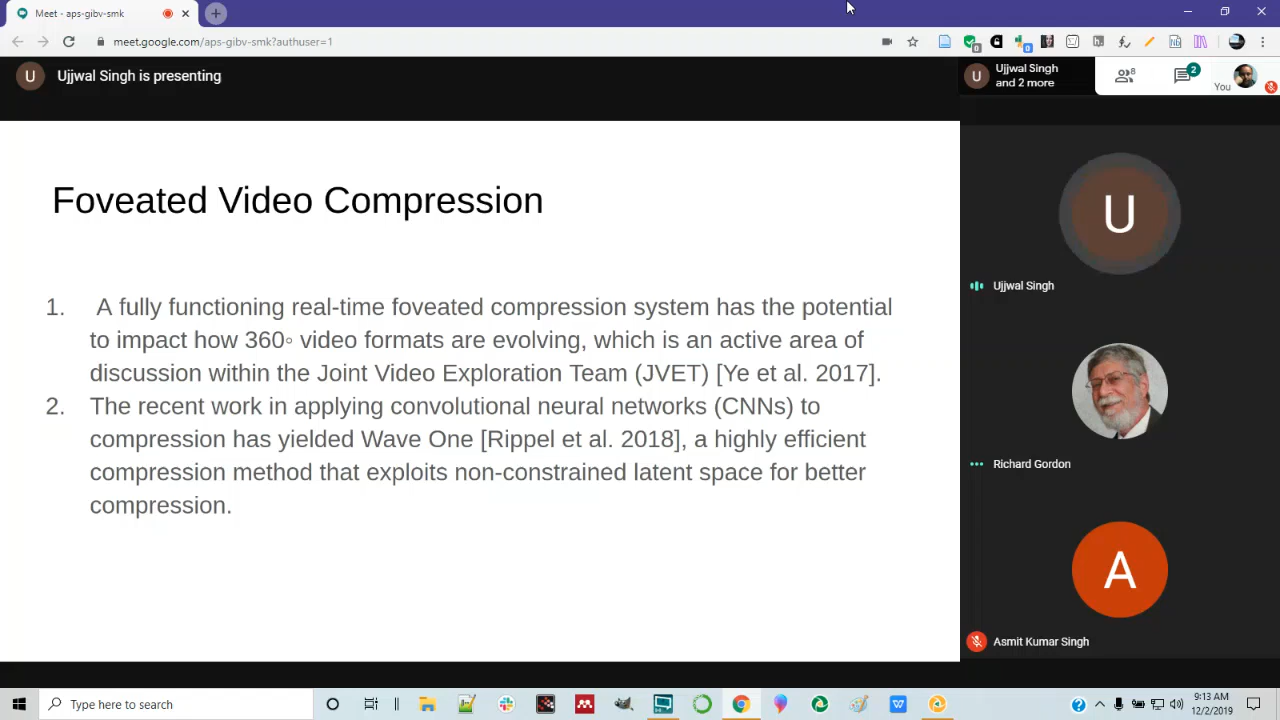 Meet - aps-gibv-smk
meet.google.com/aps-gibv-smk?authuser=1
U
Ujjwal Singh is presenting
U
Ujjwal Singh
and 2 more
8
2
You
Foveated Video Compression
1. A fully functioning real-time foveated compression system has the potential
to impact how 360◦ video formats are evolving, which is an active area of
discussion within the Joint Video Exploration Team (JVET) [Ye et al. 2017].
2. The recent work in applying convolutional neural networks (CNNs) to
compression has yielded Wave One [Rippel et al. 2018], a highly efficient
compression method that exploits non-constrained latent space for better
compression.
U
Ujjwal Singh
Richard Gordon
A
Asmit Kumar Singh
Type here to search
9:13 AM
12/2/2019